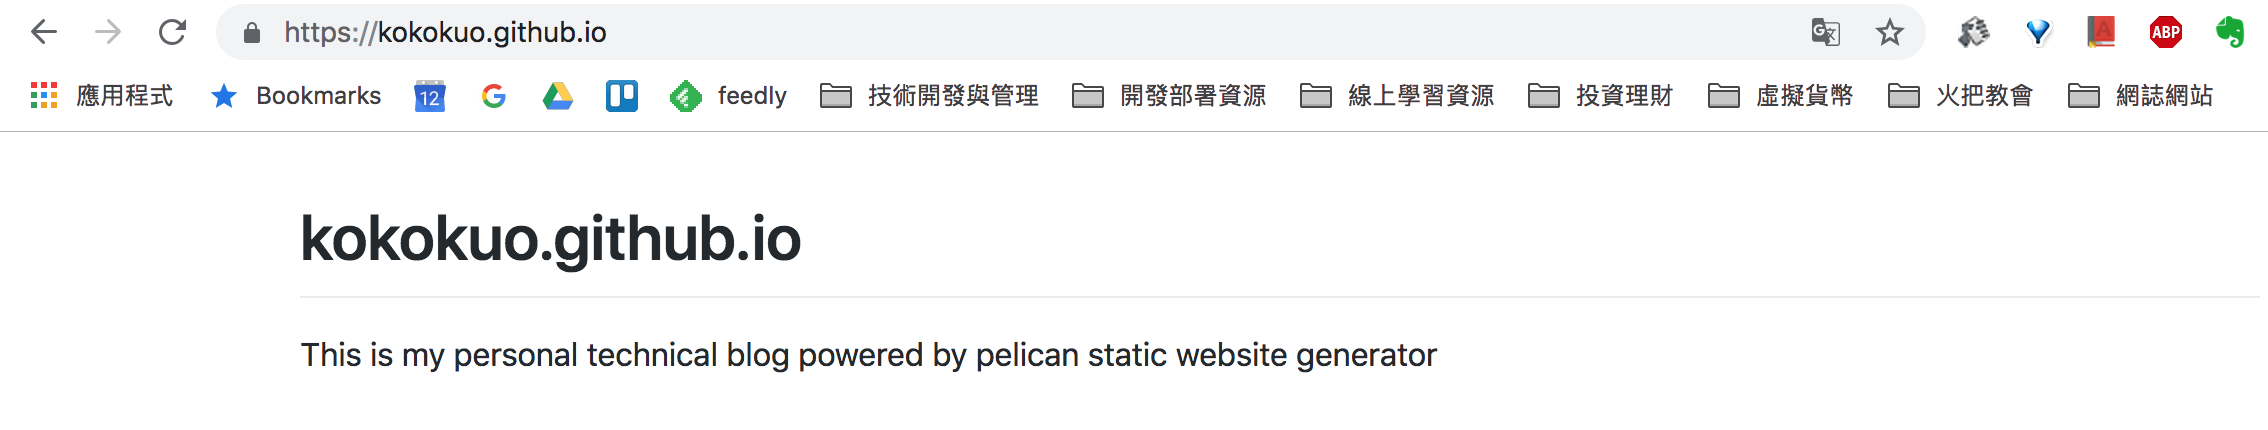 https://kokokuo.github.io
ABP
應用程式 Bookmarks 12 feedly 技術開發與管理 開發部署資源 線上學習資源 投資理財 虛擬貨幣 火把教會 網誌網站
kokokuo.github.io
This is my personal technical blog powered by pelican static website generator